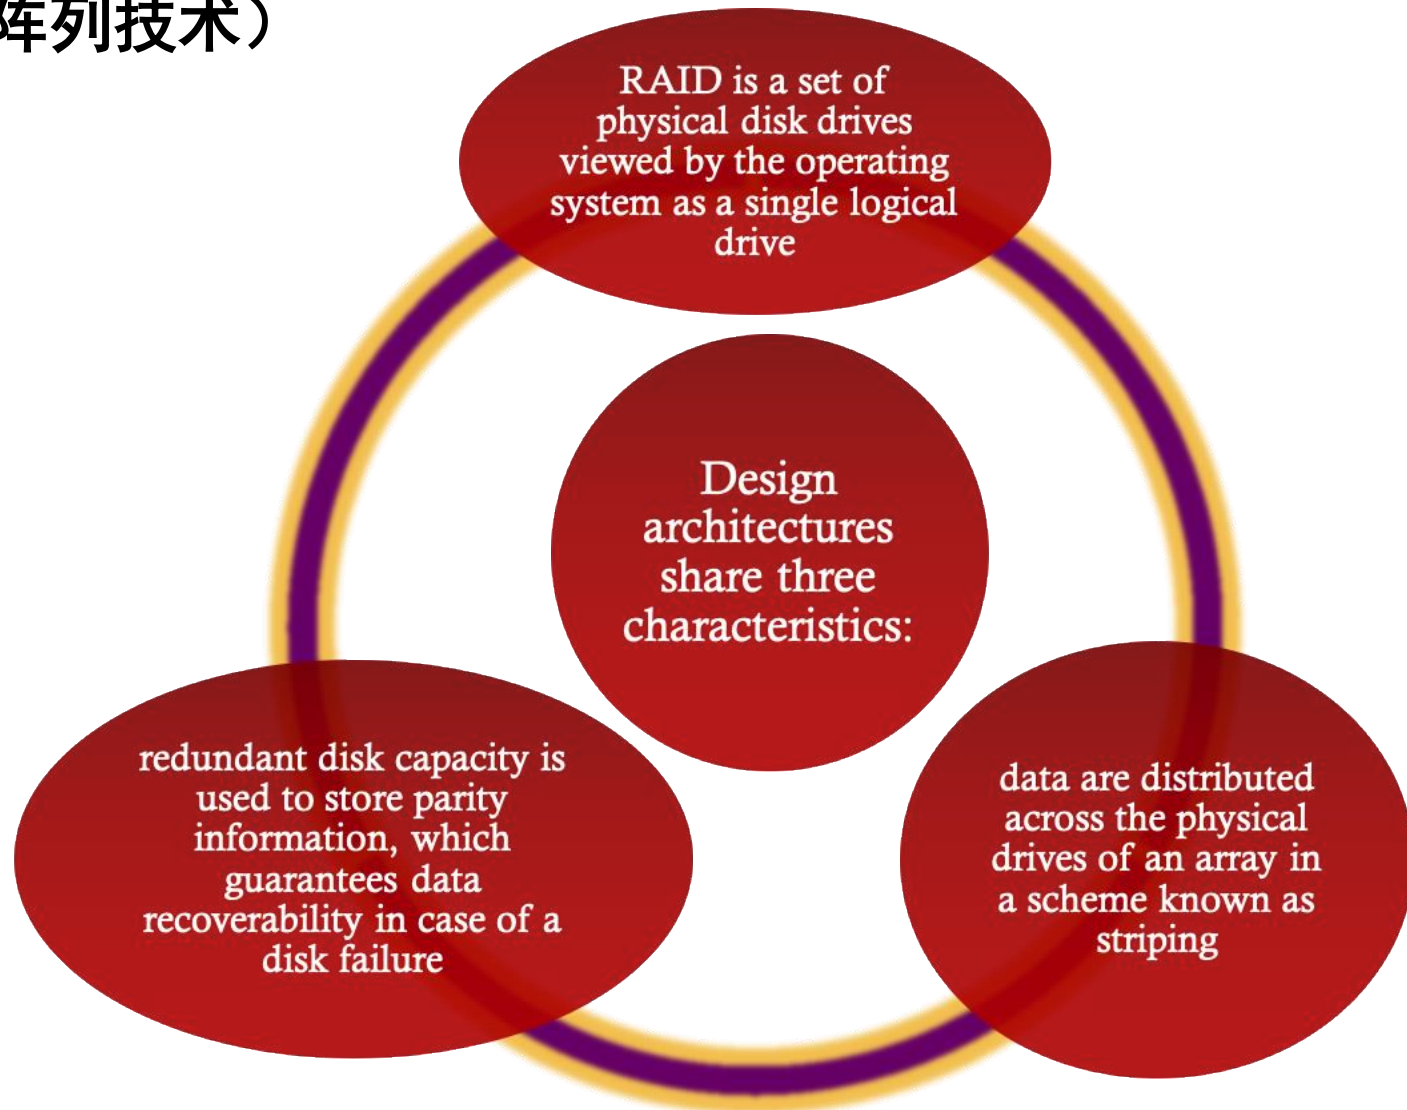 阵列技术）
RAID is a set of
physical disk drives
viewed by the operating
system as a single logical
drive
Design
architectures
share three
characteristics:
redundant disk capacity is
used to store parity
information, which
guarantees data
recoverability in case of a
disk failure
data are distributed
across the physical
drives of an array in
a scheme known as
striping